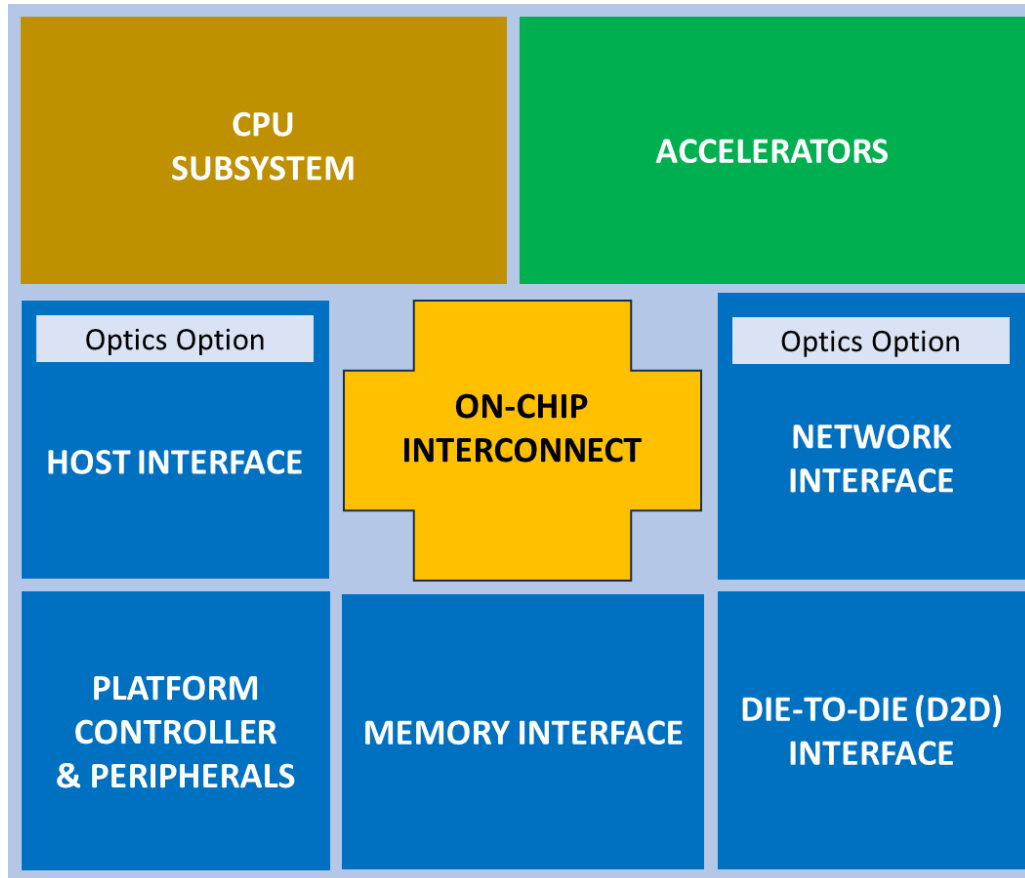 CPU
SUBSYSTEM
ACCELERATORS
Optics Option
HOST INTERFACE
ON-CHIP
INTERCONNECT
Optics Option
NETWORK
INTERFACE
PLATFORM
CONTROLLER
& PERIPHERALS
MEMORY INTERFACE
DIE-TO-DIE (D2D)
INTERFACE